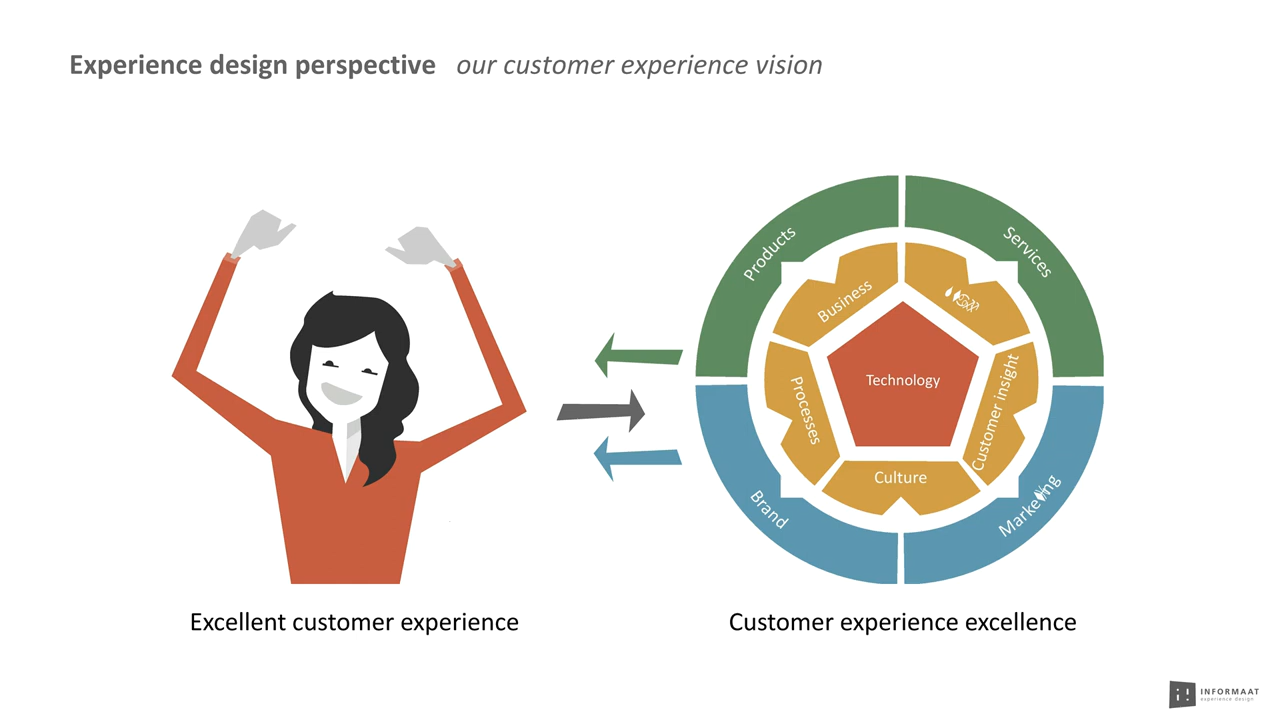 Experience design perspective our customer experience vision
Products
Services
Business
Technology
Processes
Customer insight
Culture
Brand
Excellent customer experience
Customer experience excellence
INFORMAAT
experience design